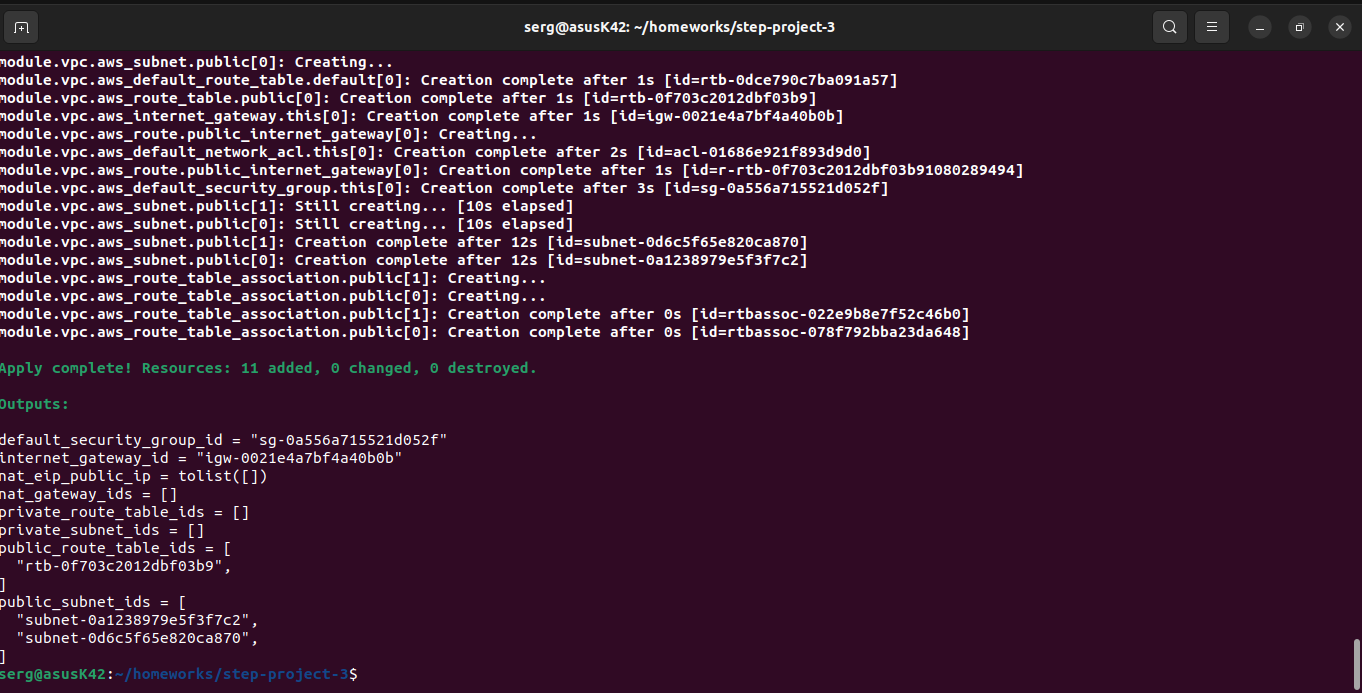 serg@asusK42: ~/homeworks/step-project-3
module.vpc.aws_subnet.public[0]: Creating...
module.vpc.aws_default_route_table.default[0]: Creation complete after 1s [id=rtb-0dce790c7ba091a57]
module.vpc.aws_route_table.public[0]: Creation complete after 1s [id=rtb-0f703c2012dbf03b9]
module.vpc.aws_internet_gateway.this[0]: Creation complete after 1s [id=igw-0021e4a7bf4a40b0b]
module.vpc.aws_route.public_internet_gateway[0]: Creating...
module.vpc.aws_default_network_acl.this[0]: Creation complete after 2s [id=acl-01686e921f893d9d0]
module.vpc.aws_route.public_internet_gateway[0]: Creation complete after 1s [id=r-rtb-0f703c2012dbf03b91080289494]
module.vpc.aws_default_security_group.this[0]: Creation complete after 3s [id=sg-0a556a715521d052f]
module.vpc.aws_subnet.public[1]: Still creating... [10s elapsed]
module.vpc.aws_subnet.public[0]: Still creating... [10s elapsed]
module.vpc.aws_subnet.public[1]: Creation complete after 12s [id=subnet-0d6c5f65e820ca870]
module.vpc.aws_subnet.public[0]: Creation complete after 12s [id=subnet-0a1238979e5f3f7c2]
module.vpc.aws_route_table_association.public[1]: Creating...
module.vpc.aws_route_table_association.public[0]: Creating...
module.vpc.aws_route_table_association.public[1]: Creation complete after 0s [id=rtbassoc-022e9b8e7f52c46b0]
module.vpc.aws_route_table_association.public[0]: Creation complete after 0s [id=rtbassoc-078f792bba23da648]
Apply complete! Resources: 11 added, 0 changed, 0 destroyed.
Outputs:
default_security_group_id = "sg-0a556a715521d052f"
internet_gateway_id = "igw-0021e4a7bf4a40b0b"
nat_eip_public_ip = tolist([])
nat_gateway_ids = []
private_route_table_ids = []
private_subnet_ids = []
public_route_table_ids = [
  "rtb-0f703c2012dbf03b9",
]
public_subnet_ids = [
  "subnet-0a1238979e5f3f7c2",
  "subnet-0d6c5f65e820ca870",
]
serg@asusK42:~/homeworks/step-project-3$